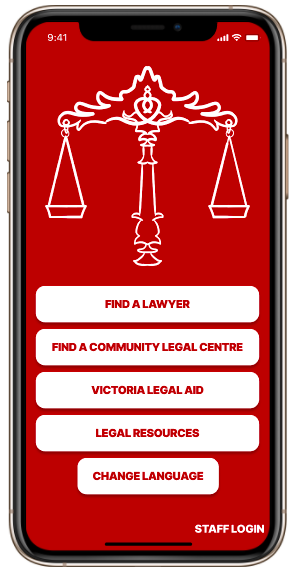 9:41
FIND A LAWYER
FIND A COMMUNITY LEGAL CENTRE
VICTORIA LEGAL AID
LEGAL RESOURCES
CHANGE LANGUAGE
STAFF LOGIN